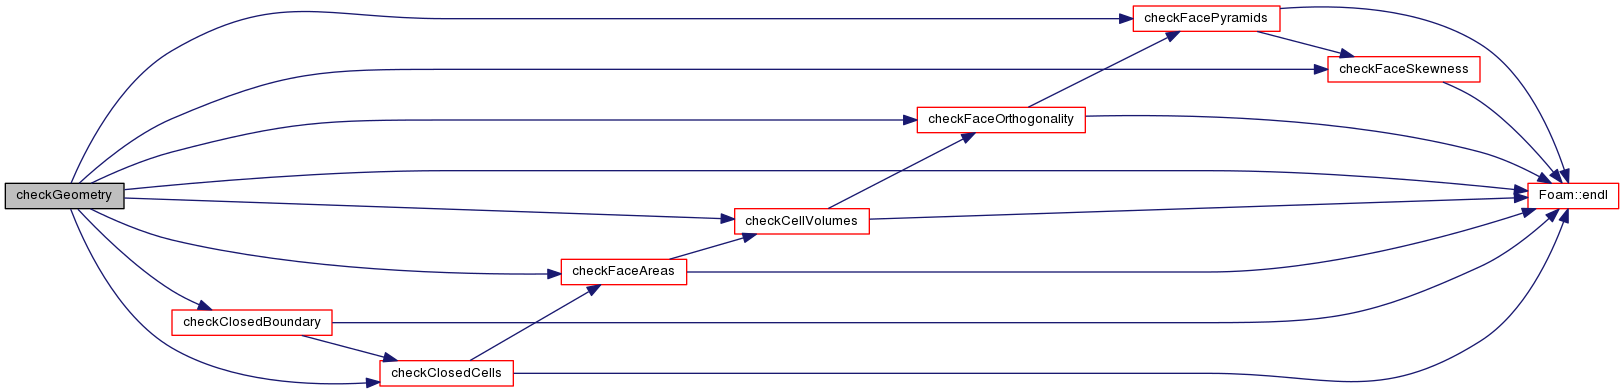 checkFacePyramids
checkFaceSkewness
checkFaceOrthogonality
checkGeometry
Foam::endl
checkCellVolumes
checkFaceAreas
checkClosedBoundary
checkClosedCells